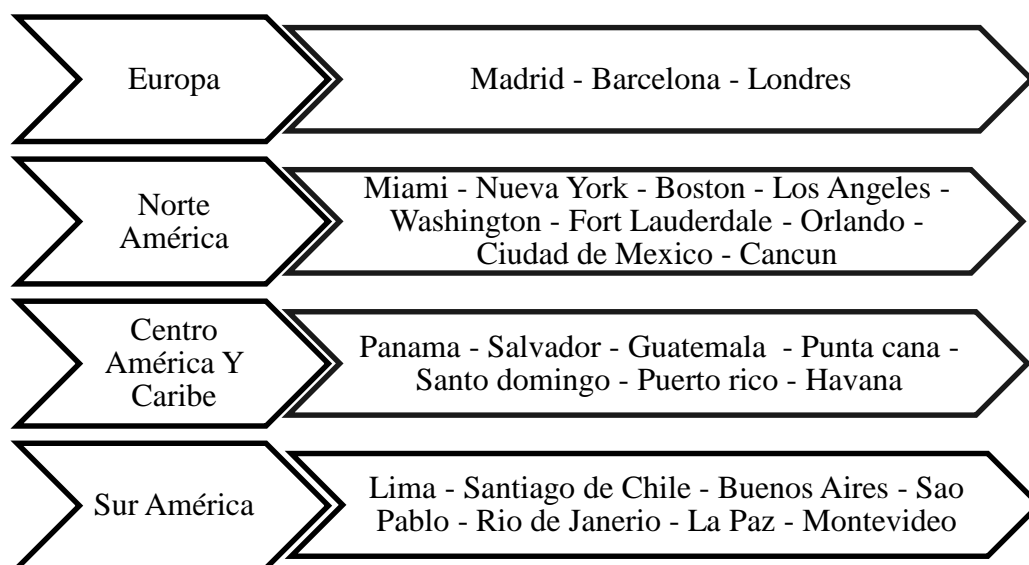 Europa
Madrid - Barcelona - Londres
Norte
América
Miami - Nueva York - Boston - Los Angeles -
Washington - Fort Lauderdale - Orlando -
Ciudad de Mexico - Cancun
Centro
América Y
Caribe
Panama - Salvador - Guatemala  - Punta cana -
Santo domingo - Puerto rico - Havana
Sur América
Lima - Santiago de Chile - Buenos Aires - Sao
Pablo - Rio de Janerio - La Paz - Montevideo